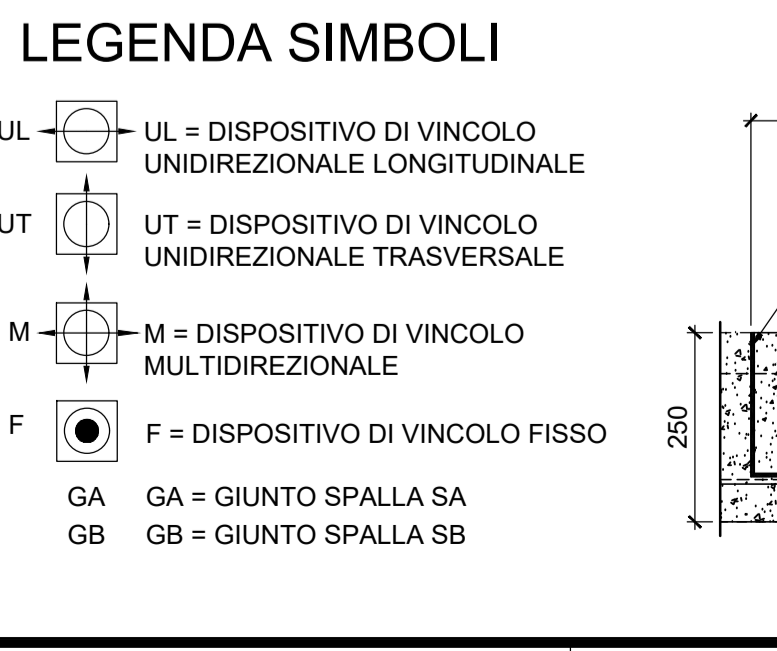 LEGENDA SIMBOLI
UL UL = DISPOSITIVO DI VINCOLO
UNIDIREZIONALE LONGITUDINALE
UT UT = DISPOSITIVO DI VINCOLO
UNIDIREZIONALE TRASVERSALE
M M = DISPOSITIVO DI VINCOLO
MULTIDIREZIONALE
F F = DISPOSITIVO DI VINCOLO FISSO
GA GA = GIUNTO SPALLA SA
GB GB = GIUNTO SPALLA SB
250